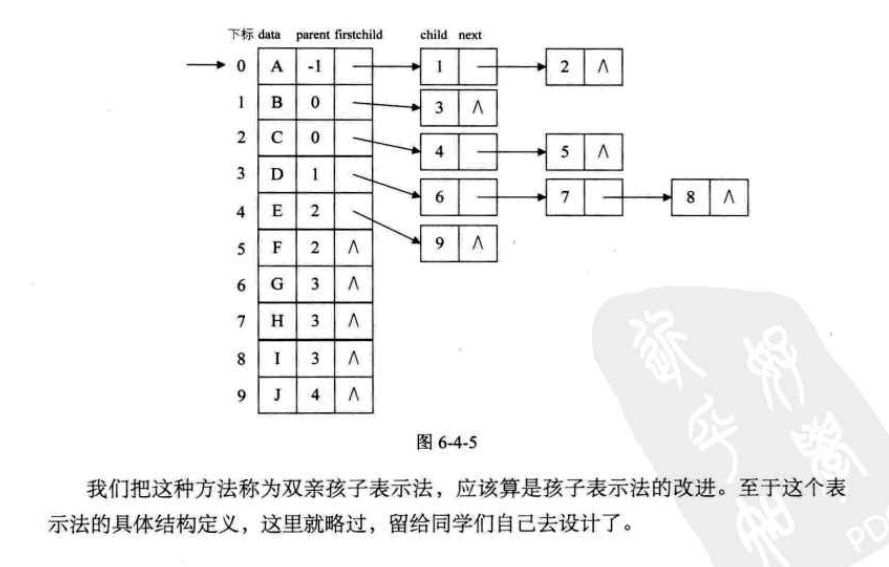 下标 data parent firstchild child next
0 A -1 1 2 ∧
1 B 0 3 ∧
2 C 0 4 5 ∧
3 D 1 6 7 8 ∧
4 E 2 9 ∧
5 F 2 ∧
6 G 3 ∧
7 H 3 ∧
8 I 3 ∧
9 J 4 ∧
图 6-4-5
我们把这种方法称为双亲孩子表示法，应该算是孩子表示法的改进。至于这个表
示法的具体结构定义，这里就略过，留给同学们自己去设计了。
PD